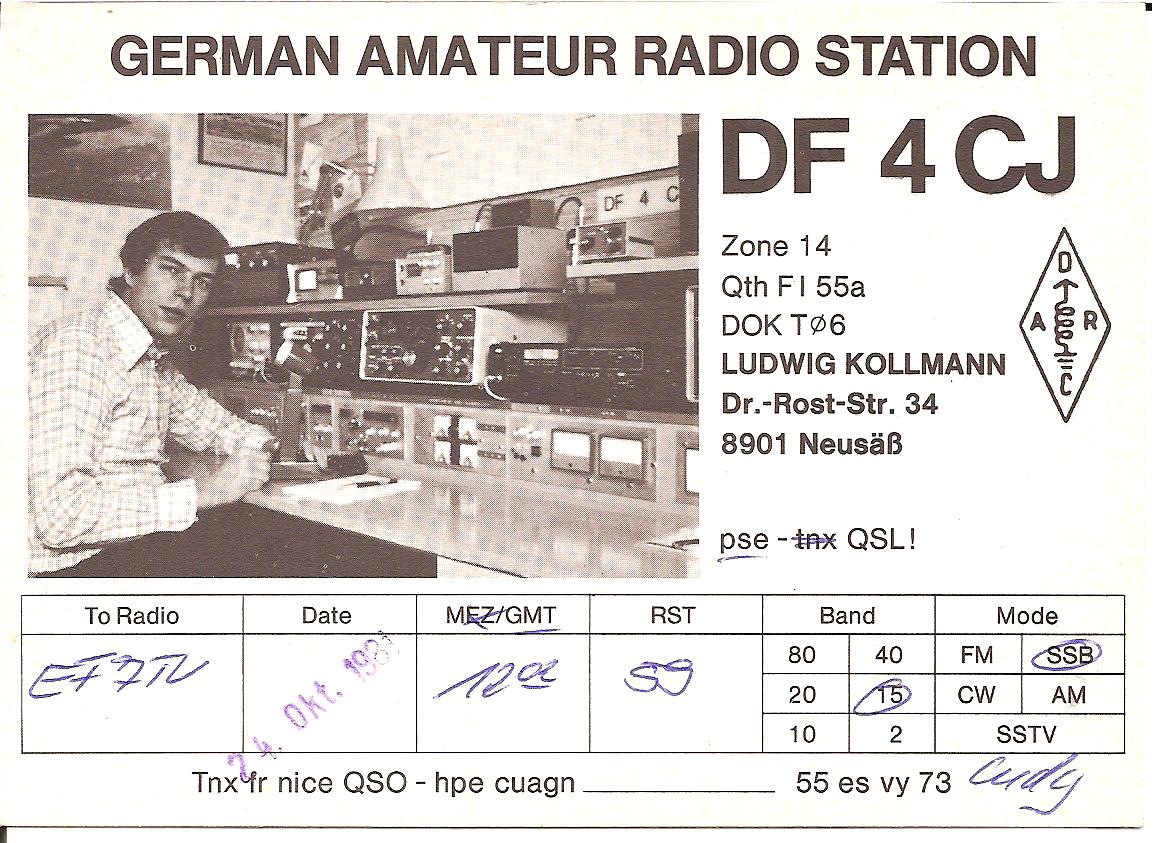 GERMAN AMATEUR RADIO STATION
DF 4 C
DF 4 CJ
Zone 14
Qth FI 55a
DOK TØ6
LUDWIG KOLLMANN
Dr.-Rost-Str. 34
8901 Neusäß
D
A R
C
pse - tnx QSL!
To Radio Date MEZ/GMT RST Band Mode
EF7TV 24. Okt. 1981 12 59
80 40 FM SSB
20 15 CW AM
10 2 SSTV
Tnx fr nice QSO - hpe cuagn 55 es vy 73